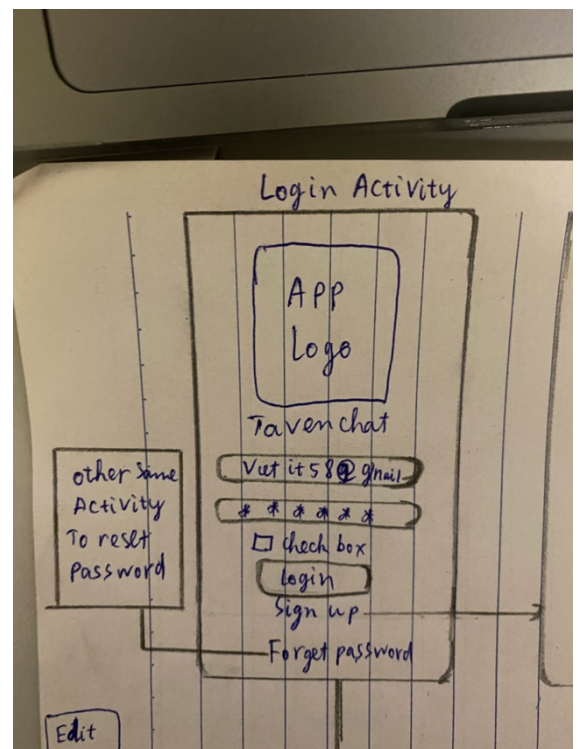 Login Activity
App
Logo
Tavenchat
Viet it 58@gmail
******
check box
Login
Sign up
Forget password
other same
Activity
To reset
password
Edit